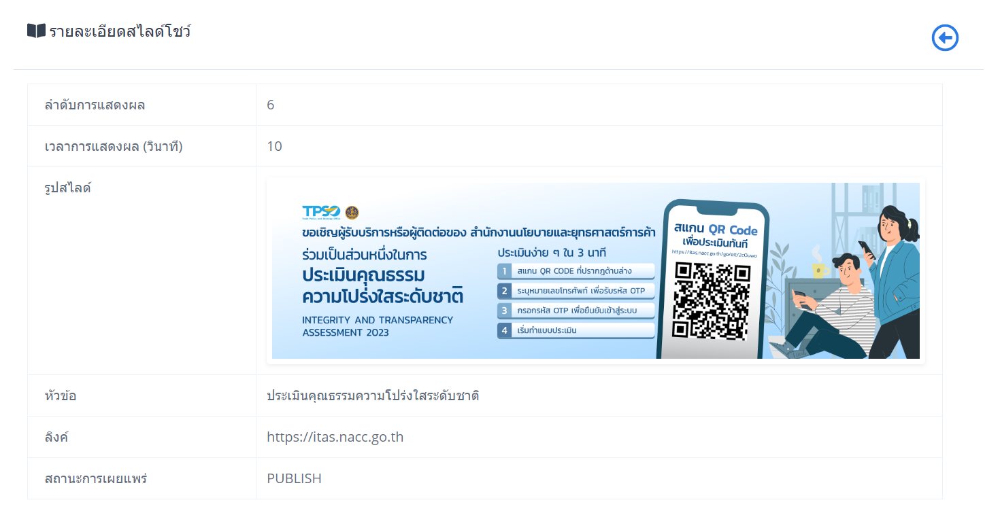 รายละเอียดสไลด์โชว์
ลำดับการแสดงผล
6
เวลาการแสดงผล (วินาที)
10
รูปสไลด์
TPSO
Trade Policy and Strategy Office
ขอเชิญผู้รับบริการหรือผู้ติดต่อของ สำนักงานนโยบายและยุทธศาสตร์การค้า
ร่วมเป็นส่วนหนึ่งในการ
ประเมินคุณธรรม
ความโปร่งใสระดับชาติ
INTEGRITY AND TRANSPARENCY
ASSESSMENT 2023
ประเมินง่าย ๆ ใน 3 นาที
1 สแกน QR CODE ที่ปรากฎด้านล่าง
2 ระบุหมายเลขโทรศัพท์ เพื่อรับรหัส OTP
3 กรอกรหัส OTP เพื่อยืนยันเข้าสู่ระบบ
4 เริ่มทำแบบประเมิน
สแกน QR Code
เพื่อประเมินทันที
https://itas.nacc.go.th/go/eit/2c0uwo
หัวข้อ
ประเมินคุณธรรมความโปร่งใสระดับชาติ
ลิงค์
https://itas.nacc.go.th
สถานะการเผยแพร่
PUBLISH